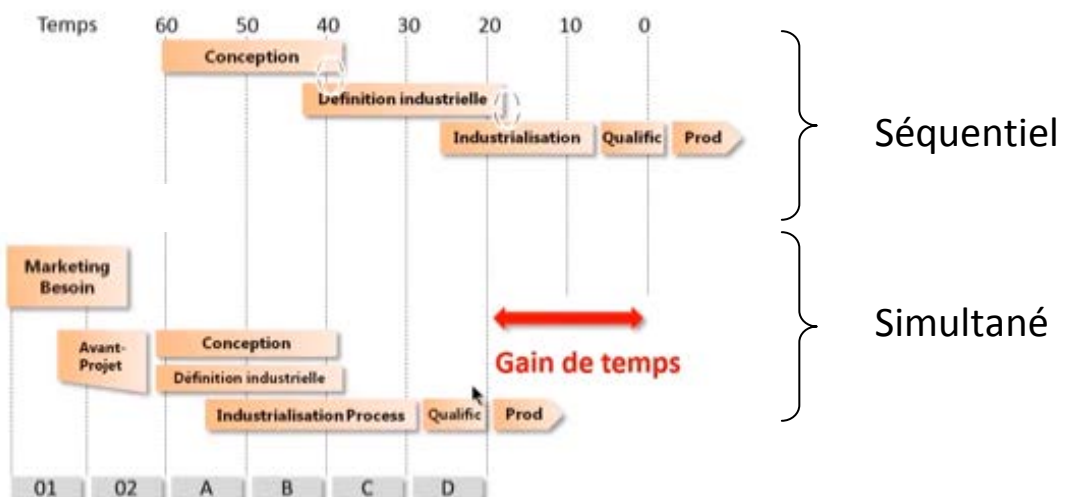 Temps 60 50 40 30 20 10 0
Conception
Définition industrielle
Industrialisation Qualific Prod
Séquentiel
Marketing
Besoin
Avant-
Projet
Conception
Définition industrielle
Industrialisation Process Qualific Prod
Gain de temps
Simultané
01 02 A B C D